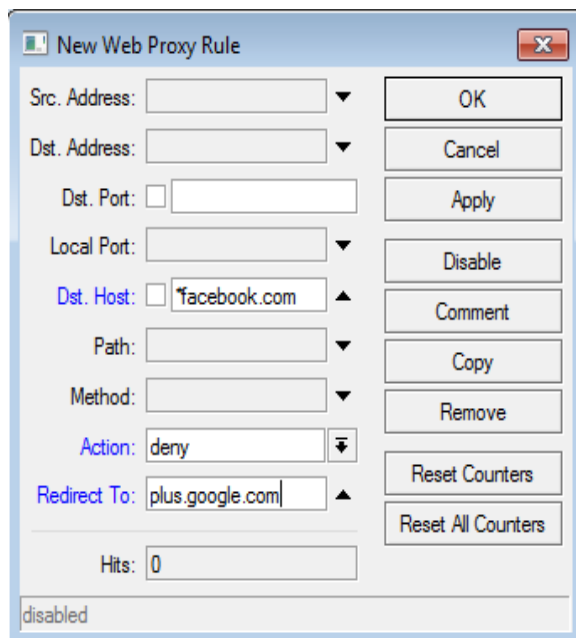 New Web Proxy Rule
Src. Address:
OK
Dst. Address:
Cancel
Dst. Port:
Apply
Local Port:
Disable
Dst. Host: *facebook.com
Comment
Path:
Copy
Method:
Remove
Action: deny
Reset Counters
Redirect To: plus.google.com
Reset All Counters
Hits: 0
disabled